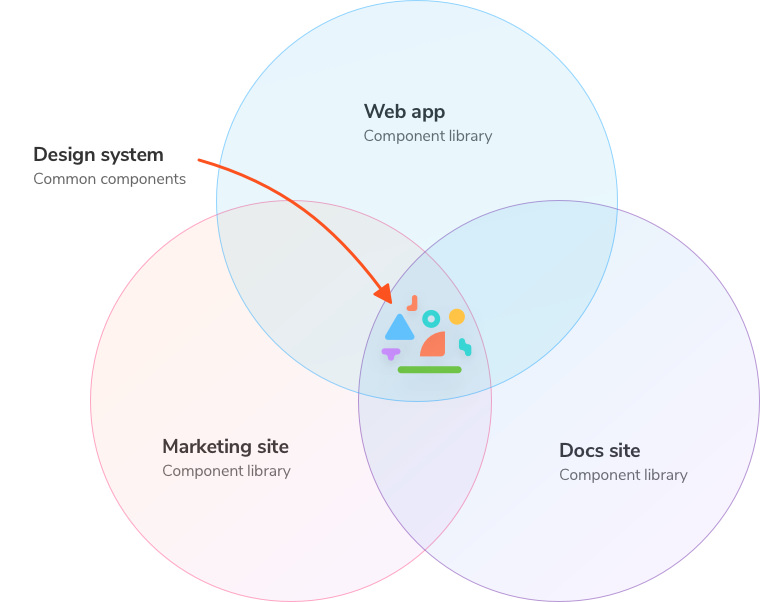 Web app
Component library
Design system
Common components
Marketing site
Component library
Docs site
Component library